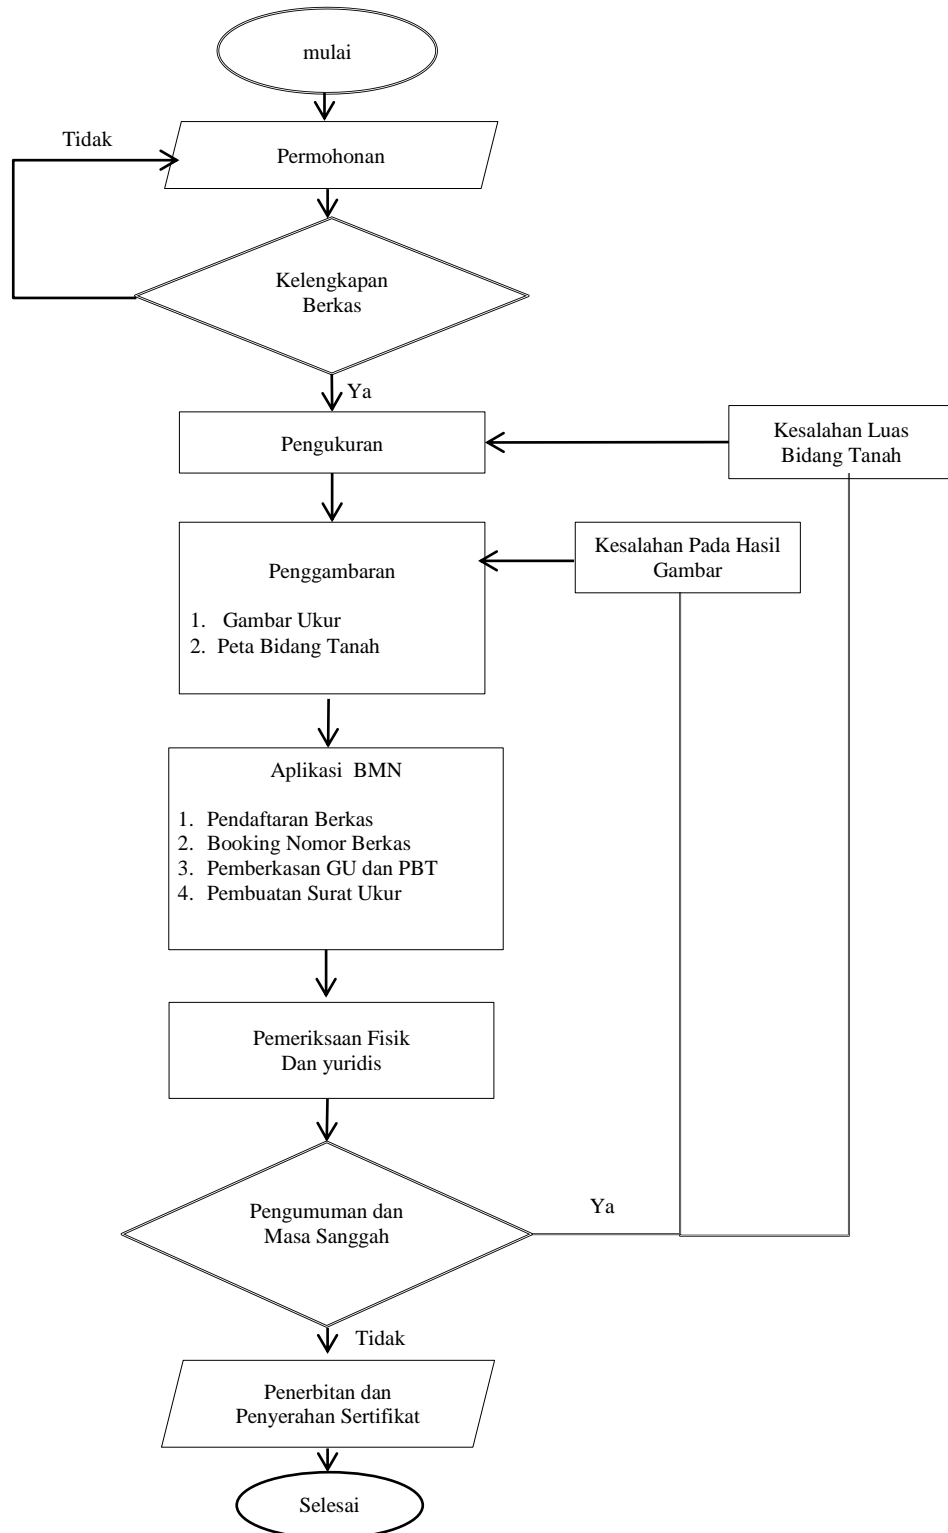 mulai
Tidak
Permohonan
Kelengkapan
Berkas
Ya
Pengukuran
Kesalahan Luas
Bidang Tanah
Penggambaran
1. Gambar Ukur
2. Peta Bidang Tanah
Kesalahan Pada Hasil
Gambar
Aplikasi BMN
1. Pendaftaran Berkas
2. Booking Nomor Berkas
3. Pemberkasan GU dan PBT
4. Pembuatan Surat Ukur
Pemeriksaan Fisik
Dan yuridis
Pengumuman dan
Masa Sanggah
Ya
Tidak
Penerbitan dan
Penyerahan Sertifikat
Selesai